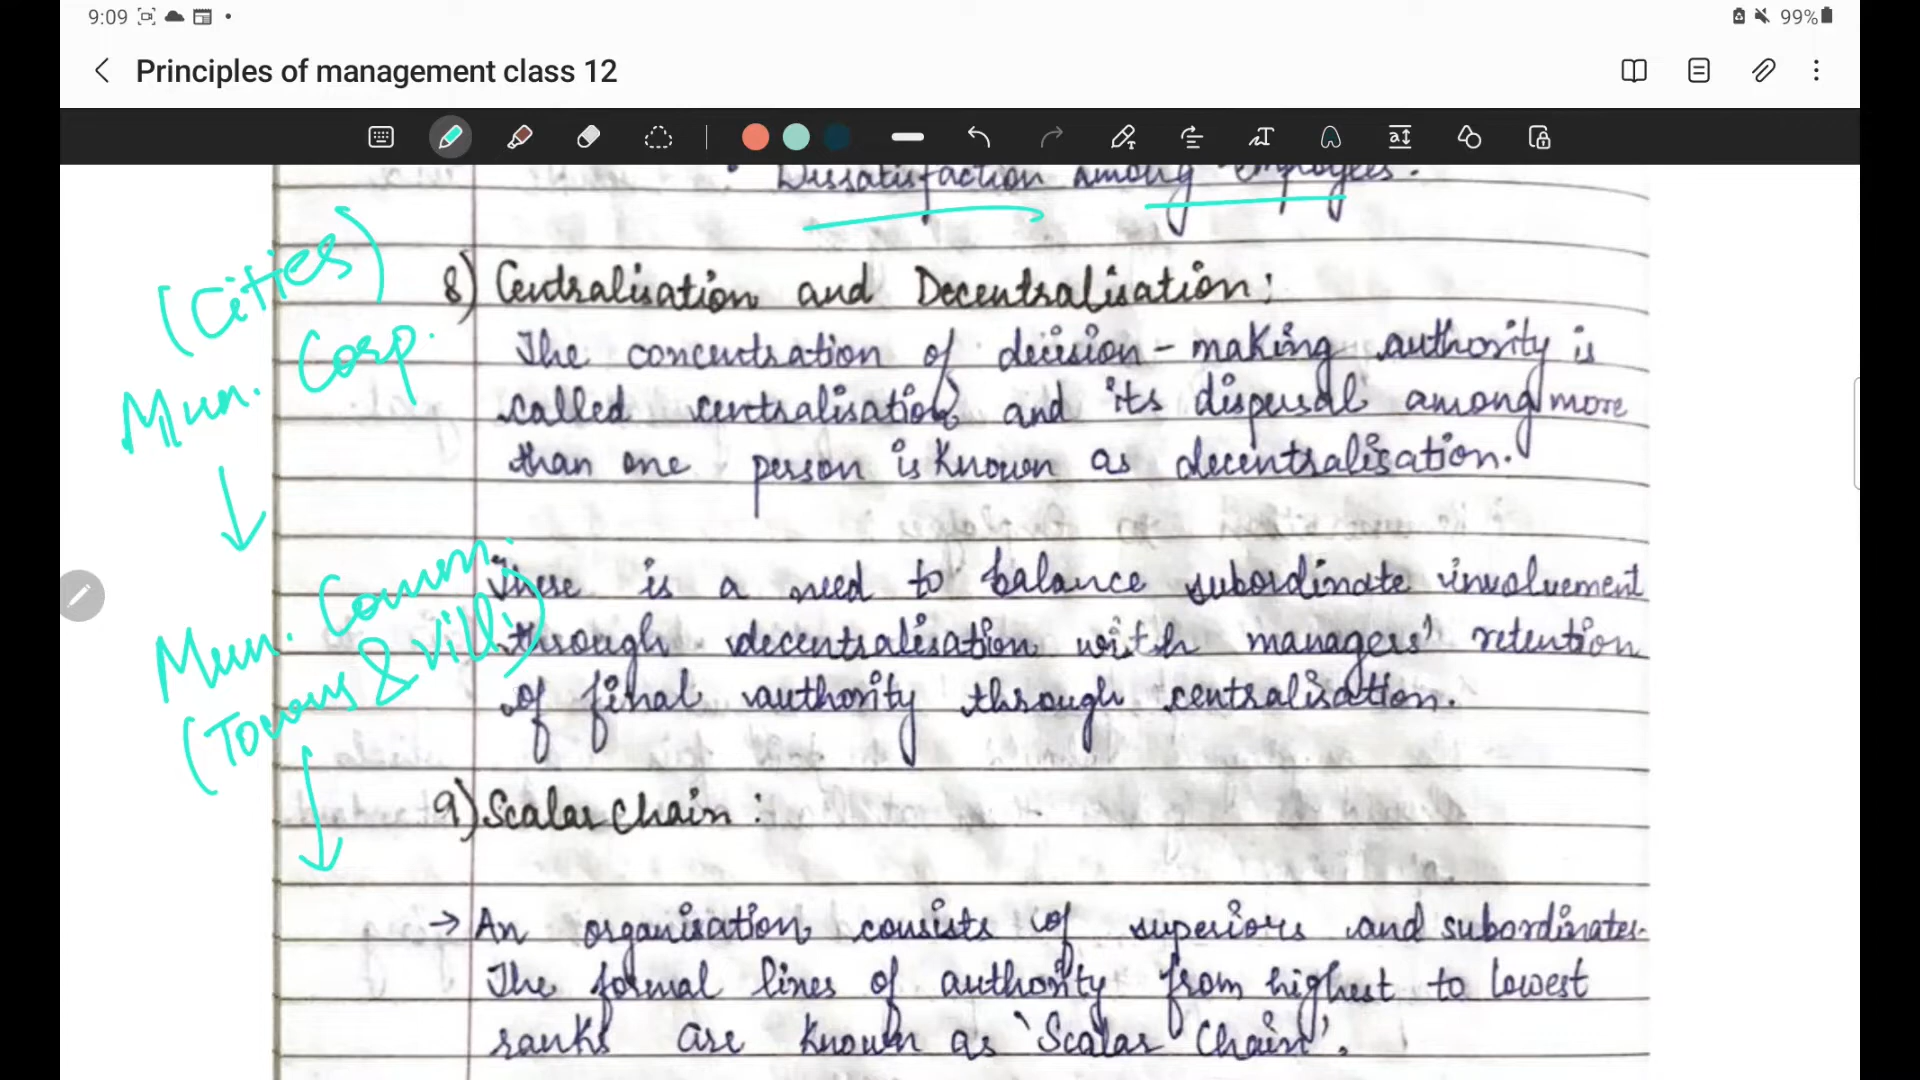 9:09
99%
Principles of management class 12
Dissatisfaction among employees.
8) Centralisation and Decentralisation:
The concentration of decision-making authority is
called centralisation and its dispersal among more
than one person is known as decentralisation.
There is a need to balance subordinate involvement
through decentralisation with managers' retention
of final authority through centralisation.
9) Scalar chain:
→ An organisation consists of superiors and subordinates.
The formal lines of authority from highest to lowest
ranks are known as 'Scalar Chain'.
(Cities)
Mun. Corp.
↓
Mun. Comm.
(Towns & Vill.)
↓